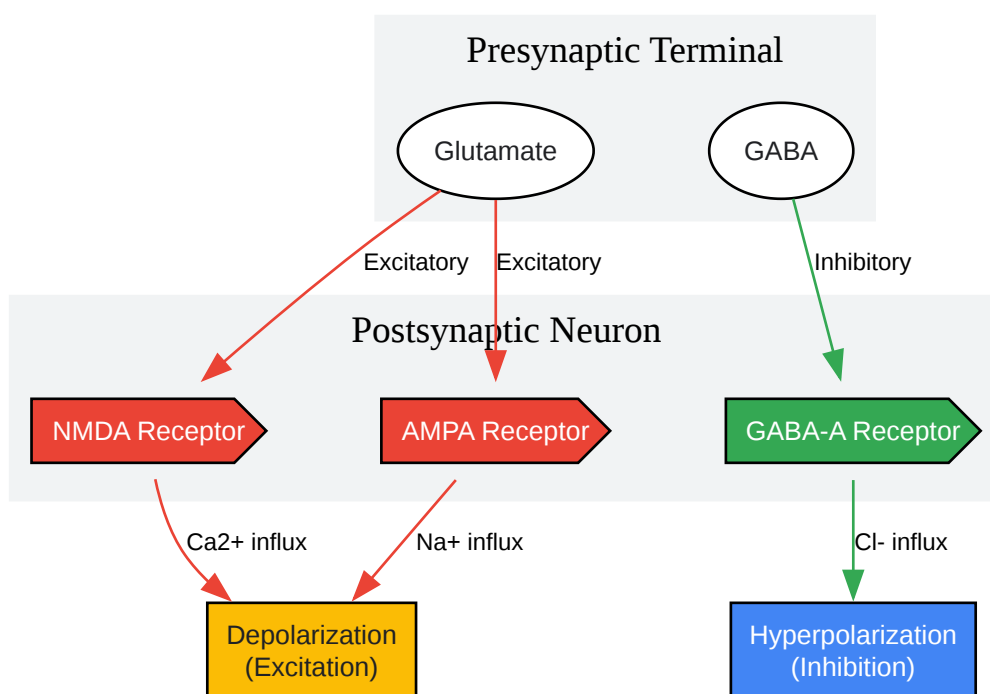 Presynaptic Terminal
Glutamate
GABA
Excitatory
Excitatory
Inhibitory
Postsynaptic Neuron
NMDA Receptor
AMPA Receptor
GABA-A Receptor
Ca2+ influx
Na+ influx
Cl- influx
Depolarization
(Excitation)
Hyperpolarization
(Inhibition)